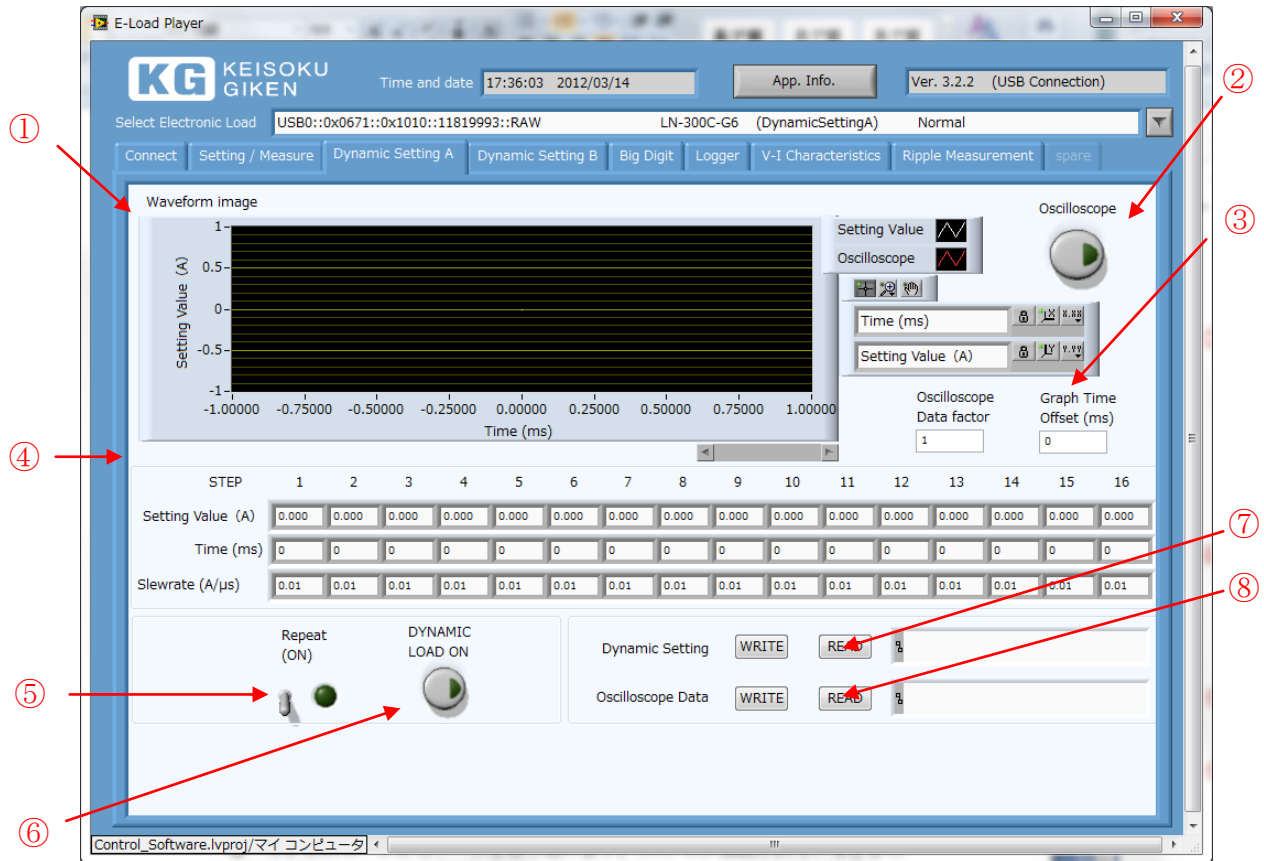 E-Load Player
KEISOKU
KG GIKEN
Time and date 17:36:03 2012/03/14 App. Info. Ver. 3.2.2 (USB Connection)
② 
① Select Electronic Load USB0::0x0671::0x1010::11819993::RAW LN-300C-G6 (DynamicSettingA) Normal
Connect Setting / Measure Dynamic Setting A Dynamic Setting B Big Digit Logger V-I Characteristics Ripple Measurement spare
Waveform image Oscilloscope ③
Setting Value
Oscilloscope
Time (ms) X.XX
Setting Value (A) Y.YY
Setting Value (A)
1
0.5
0
-0.5
-1
-1.00000 -0.75000 -0.50000 -0.25000 0.00000 0.25000 0.50000 0.75000 1.00000
Time (ms)
Oscilloscope
Data factor
1
Graph Time
Offset (ms)
0
④
STEP 1 2 3 4 5 6 7 8 9 10 11 12 13 14 15 16
Setting Value (A) 0.000 0.000 0.000 0.000 0.000 0.000 0.000 0.000 0.000 0.000 0.000 0.000 0.000 0.000 0.000 0.000
Time (ms) 0 0 0 0 0 0 0 0 0 0 0 0 0 0 0 0
⑦
Slewrate (A/μs) 0.01 0.01 0.01 0.01 0.01 0.01 0.01 0.01 0.01 0.01 0.01 0.01 0.01 0.01 0.01 0.01
⑧
Repeat
(ON)
DYNAMIC
LOAD ON
Dynamic Setting WRITE READ
⑤
Oscilloscope Data WRITE READ
⑥
Control_Software.lvproj/マイ コンピュータ